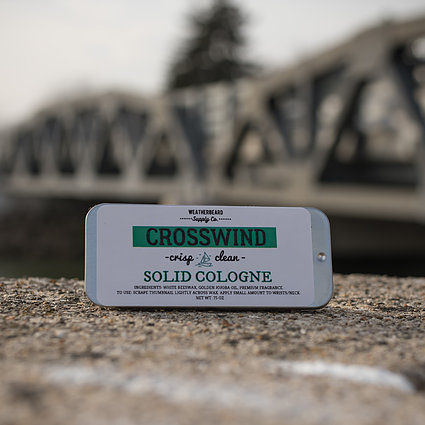 WEATHERBEARD
Supply Co.
CROSSWIND
-crisp clean-
SOLID COLOGNE
INGREDIENTS: WHITE BEESWAX, GOLDEN JOJOBA OIL, PREMIUM FRAGRANCE.
TO USE: SCRAPE THUMBNAIL LIGHTLY ACROSS WAX. APPLY SMALL AMOUNT TO WRISTS/NECK.
NET WT .75 OZ